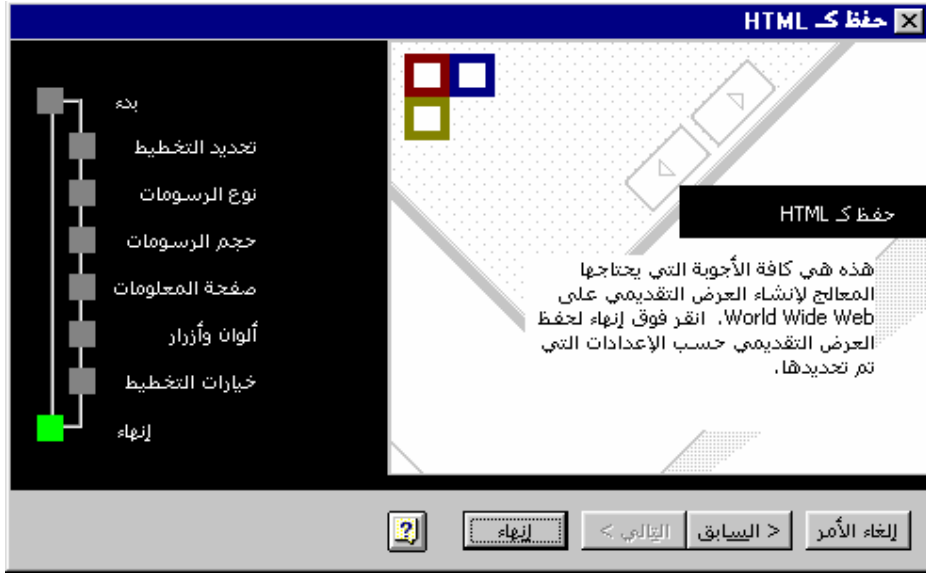 حفظ كـ HTML
حفظ كـ HTML
هذه هي كافة الأجوبة التي يحتاجها
المعالج لإنشاء العرض التقديمي على
World Wide Web. انقر فوق إنهاء لحفظ
العرض التقديمي حسب الإعدادات التي
تم تحديدها.
بدء
تحديد التخطيط
نوع الرسومات
حجم الرسومات
صفحة المعلومات
ألوان وأزرار
خيارات التخطيط
إنهاء
إلغاء الأمر
< السابق
التالي >
إنهاء
?